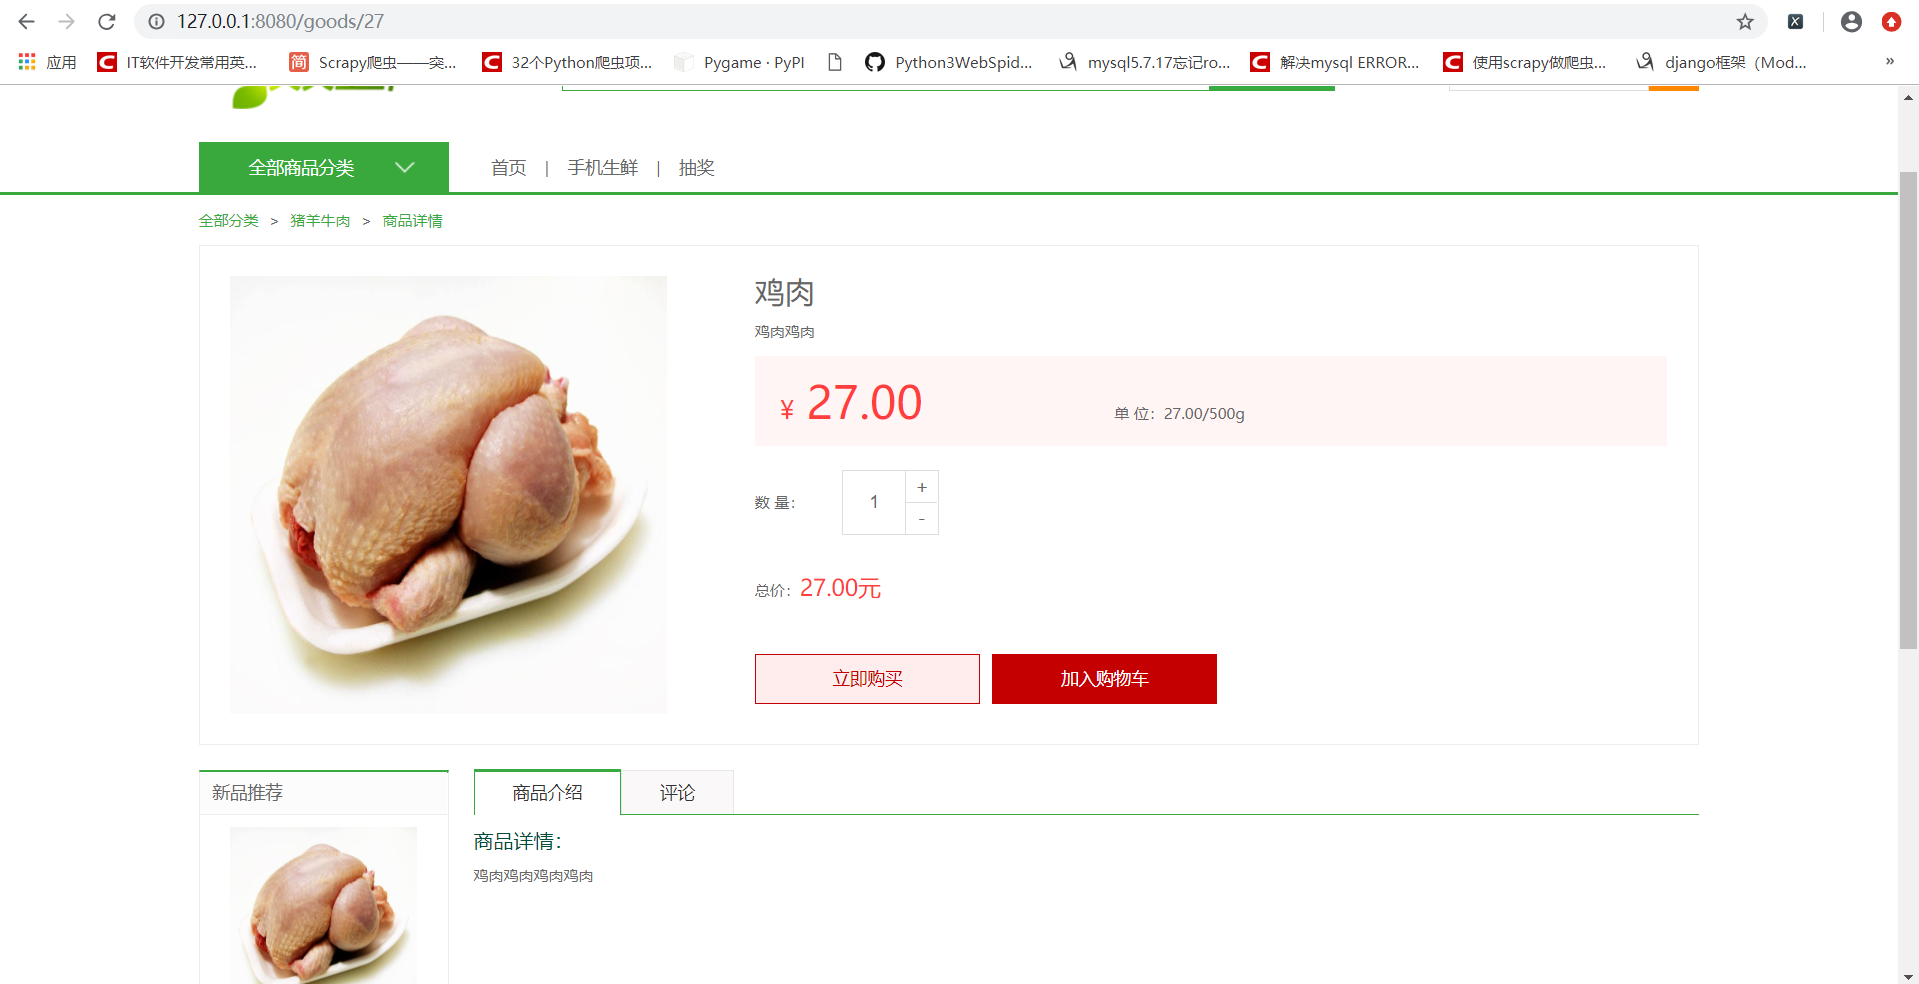 127.0.0.1:8080/goods/27
应用 IT软件开发常用英... 简 Scrapy爬虫——突... 32个Python爬虫项... Pygame · PyPI Python3WebSpid... mysql5.7.17忘记ro... 解决mysql ERROR... 使用scrapy做爬虫... django框架（Mod... »
全部商品分类 首页 | 手机生鲜 | 抽奖
全部分类 > 猪羊牛肉 > 商品详情
鸡肉
鸡肉鸡肉
¥ 27.00 单 位：27.00/500g
数 量： 1 + -
总价：27.00元
立即购买 加入购物车
新品推荐 商品介绍 评论
商品详情：
鸡肉鸡肉鸡肉鸡肉